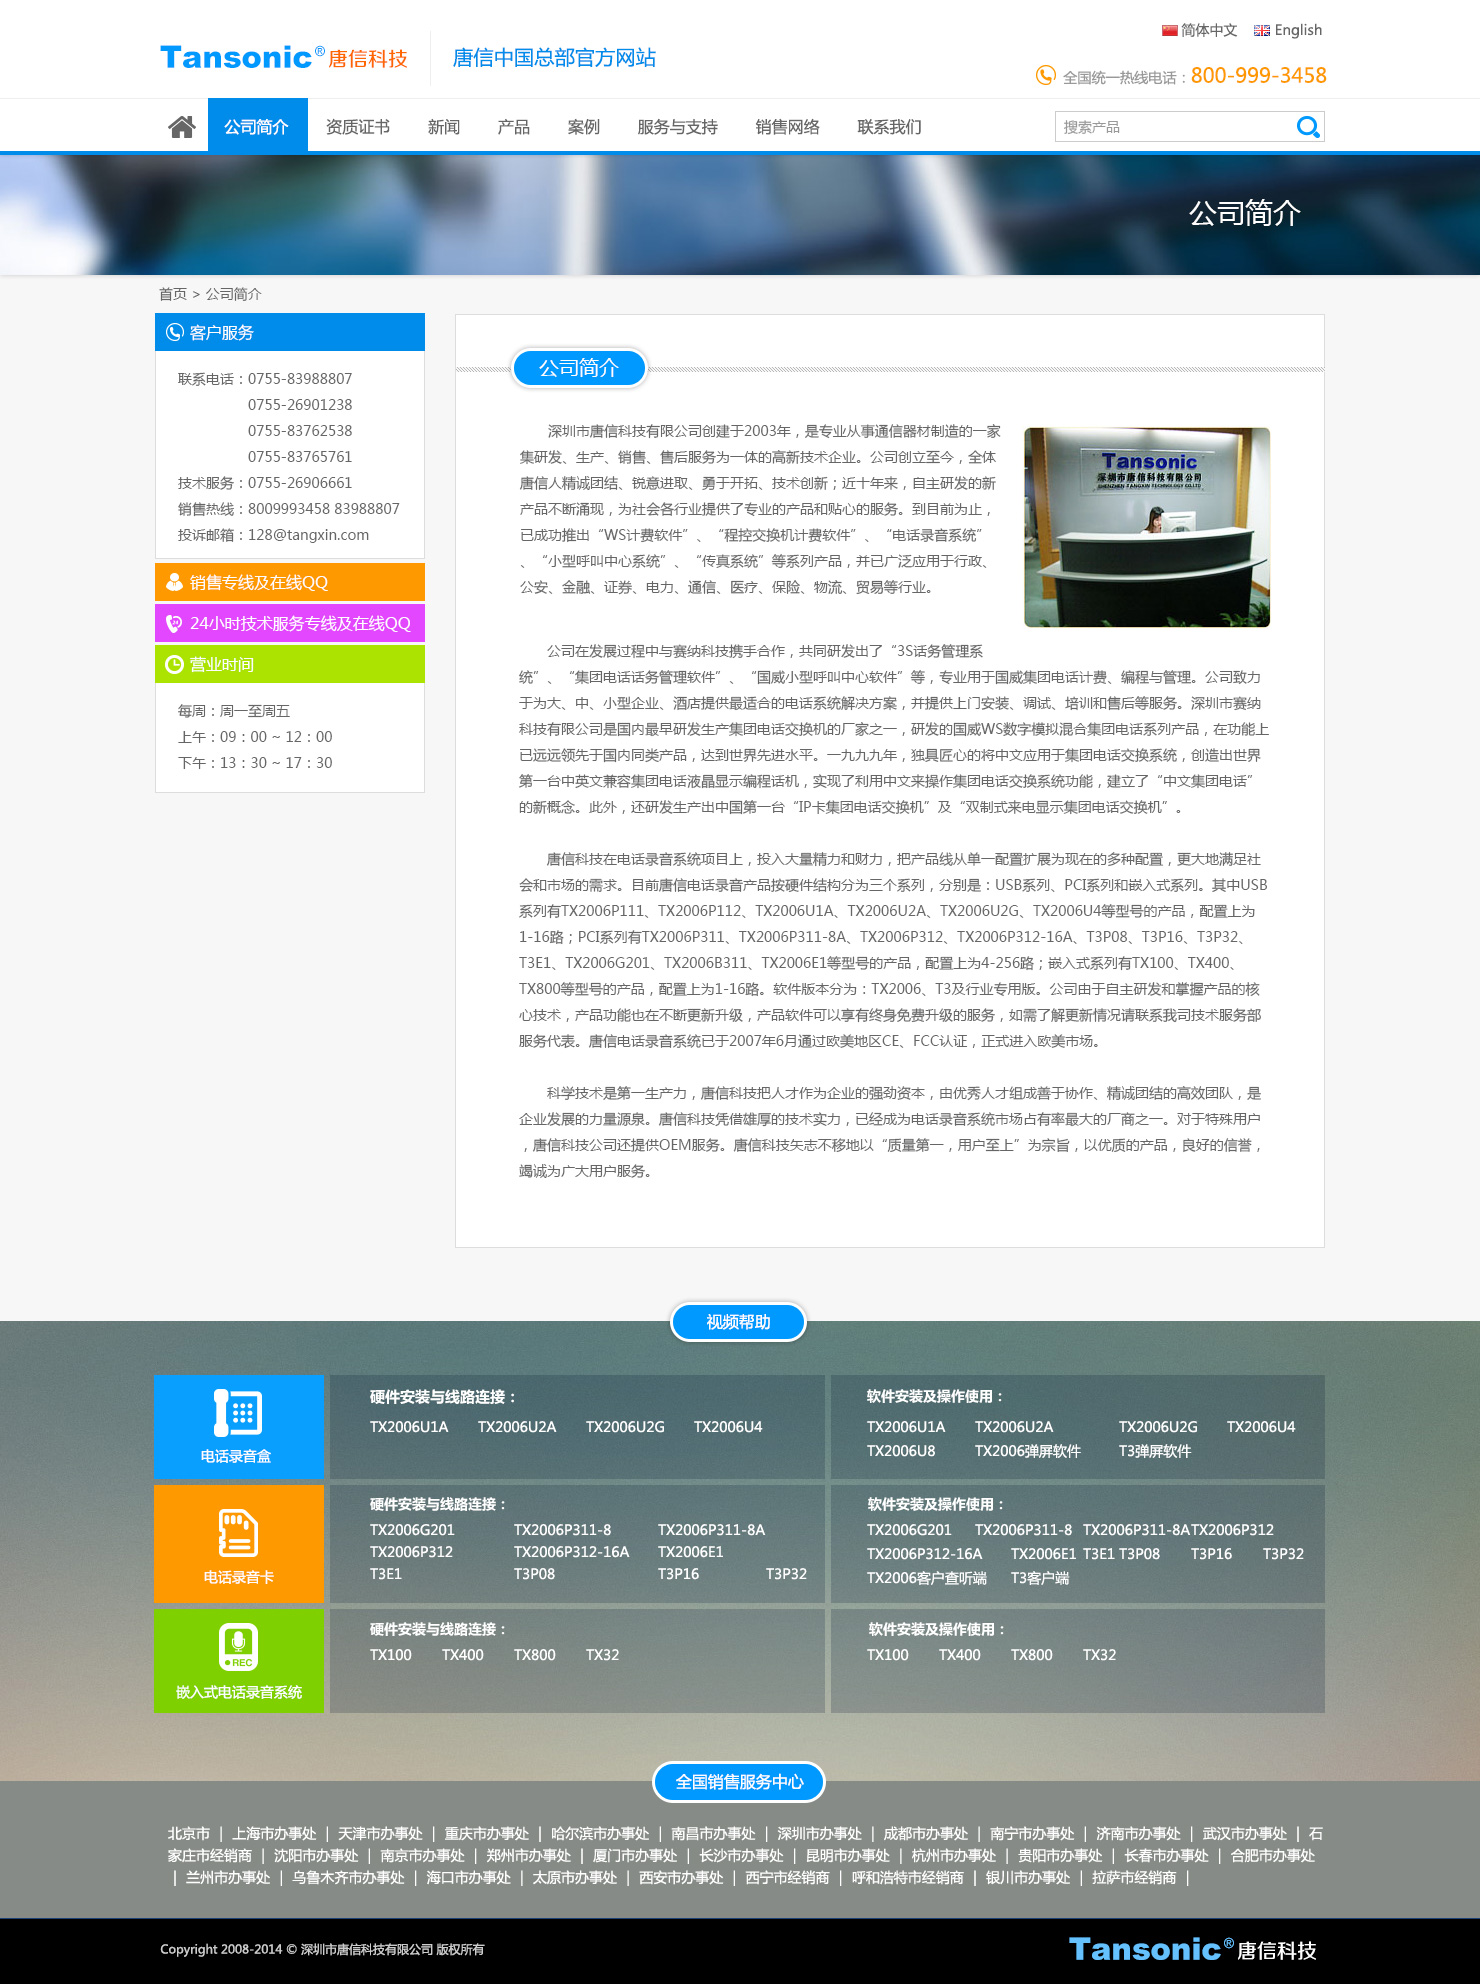 简体中文 English
Tansonic®唐信科技 唐信中国总部官方网站
全国统一热线电话：800-999-3458
公司简介 资质证书 新闻 产品 案例 服务与支持 销售网络 联系我们 搜索产品
公司简介
首页 > 公司简介
客户服务
联系电话：0755-83988807
0755-26901238
0755-83762538
0755-83765761
技术服务：0755-26906661
销售热线：8009993458 83988807
投诉邮箱：128@tangxin.com
销售专线及在线QQ
24小时技术服务专线及在线QQ
营业时间
每周：周一至周五
上午：09：00 ~ 12：00
下午：13：30 ~ 17：30
公司简介
深圳市唐信科技有限公司创建于2003年，是专业从事通信器材制造的一家
集研发、生产、销售、售后服务为一体的高新技术企业。公司创立至今，全体
唐信人精诚团结、锐意进取、勇于开拓、技术创新；近十年来，自主研发的新
产品不断涌现，为社会各行业提供了专业的产品和贴心的服务。到目前为止，
已成功推出“WS计费软件”、“程控交换机计费软件”、“电话录音系统”
、“小型呼叫中心系统”、“传真系统”等系列产品，并已广泛应用于行政、
公安、金融、证券、电力、通信、医疗、保险、物流、贸易等行业。
Tansonic
深圳市唐信科技有限公司
SHENZHEN TANGXIN TECHNOLOGY CO.LTD
公司在发展过程中与赛纳科技携手合作，共同研发出了“3S话务管理系
统”、“集团电话话务管理软件”、“国威小型呼叫中心软件”等，专业用于国威集团电话计费、编程与管理。公司致力
于为大、中、小型企业、酒店提供最适合的电话系统解决方案，并提供上门安装、调试、培训和售后等服务。深圳市赛纳
科技有限公司是国内最早研发生产集团电话交换机的厂家之一，研发的国威WS数字模拟混合集团电话系列产品，在功能上
已远远领先于国内同类产品，达到世界先进水平。一九九九年，独具匠心的将中文应用于集团电话交换系统，创造出世界
第一台中英文兼容集团电话液晶显示编程话机，实现了利用中文来操作集团电话交换系统功能，建立了“中文集团电话”
的新概念。此外，还研发生产出中国第一台“IP卡集团电话交换机”及“双制式来电显示集团电话交换机”。
唐信科技在电话录音系统项目上，投入大量精力和财力，把产品线从单一配置扩展为现在的多种配置，更大地满足社
会和市场的需求。目前唐信电话录音产品按硬件结构分为三个系列，分别是：USB系列、PCI系列和嵌入式系列。其中USB
系列有TX2006P111、TX2006P112、TX2006U1A、TX2006U2A、TX2006U2G、TX2006U4等型号的产品，配置上为
1-16路；PCI系列有TX2006P311、TX2006P311-8A、TX2006P312、TX2006P312-16A、T3P08、T3P16、T3P32、
T3E1、TX2006G201、TX2006B311、TX2006E1等型号的产品，配置上为4-256路；嵌入式系列有TX100、TX400、
TX800等型号的产品，配置上为1-16路。软件版本分为：TX2006、T3及行业专用版。公司由于自主研发和掌握产品的核
心技术，产品功能也在不断更新升级，产品软件可以享有终身免费升级的服务，如需了解更新情况请联系我司技术服务部
服务代表。唐信电话录音系统已于2007年6月通过欧美地区CE、FCC认证，正式进入欧美市场。
科学技术是第一生产力，唐信科技把人才作为企业的强劲资本，由优秀人才组成善于协作、精诚团结的高效团队，是
企业发展的力量源泉。唐信科技凭借雄厚的技术实力，已经成为电话录音系统市场占有率最大的厂商之一。对于特殊用户
，唐信科技公司还提供OEM服务。唐信科技矢志不移地以“质量第一，用户至上”为宗旨，以优质的产品，良好的信誉，
竭诚为广大用户服务。
视频帮助
电话录音盒
硬件安装与线路连接：
TX2006U1A TX2006U2A TX2006U2G TX2006U4
软件安装及操作使用：
TX2006U1A TX2006U2A TX2006U2G TX2006U4
TX2006U8 TX2006弹屏软件 T3弹屏软件
电话录音卡
硬件安装与线路连接：
TX2006G201 TX2006P311-8 TX2006P311-8A
TX2006P312 TX2006P312-16A TX2006E1
T3E1 T3P08 T3P16 T3P32
软件安装及操作使用：
TX2006G201 TX2006P311-8 TX2006P311-8ATX2006P312
TX2006P312-16A TX2006E1 T3E1 T3P08 T3P16 T3P32
TX2006客户查听端 T3客户端
REC
嵌入式电话录音系统
硬件安装与线路连接：
TX100 TX400 TX800 TX32
软件安装及操作使用：
TX100 TX400 TX800 TX32
全国销售服务中心
北京市 | 上海市办事处 | 天津市办事处 | 重庆市办事处 | 哈尔滨市办事处 | 南昌市办事处 | 深圳市办事处 | 成都市办事处 | 南宁市办事处 | 济南市办事处 | 武汉市办事处 | 石
家庄市经销商 | 沈阳市办事处 | 南京市办事处 | 郑州市办事处 | 厦门市办事处 | 长沙市办事处 | 昆明市办事处 | 杭州市办事处 | 贵阳市办事处 | 长春市办事处 | 合肥市办事处
| 兰州市办事处 | 乌鲁木齐市办事处 | 海口市办事处 | 太原市办事处 | 西安市办事处 | 西宁市经销商 | 呼和浩特市经销商 | 银川市办事处 | 拉萨市经销商 |
Copyright 2008-2014 © 深圳市唐信科技有限公司 版权所有
Tansonic®唐信科技